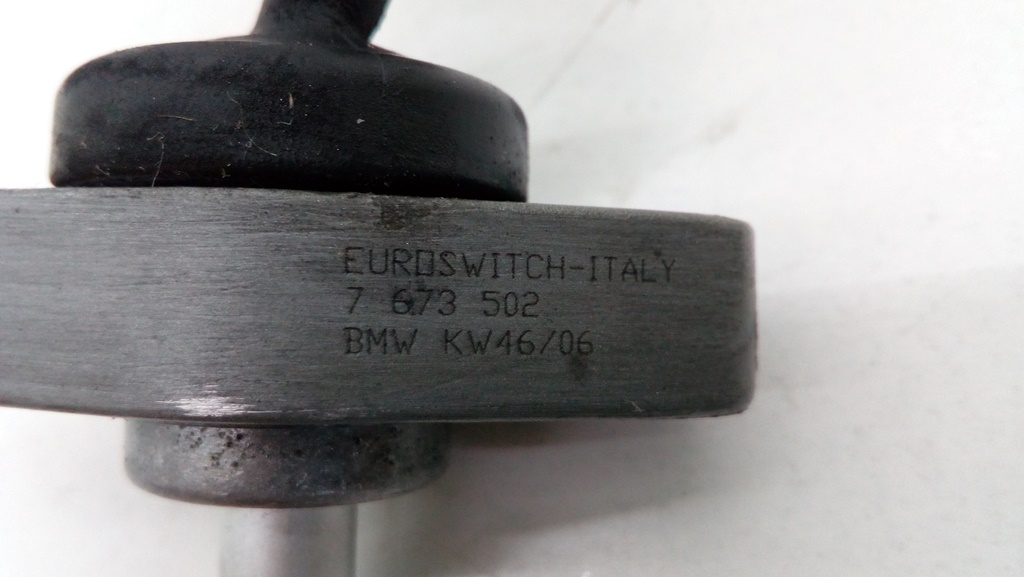 EUROSWITCH-ITALY
7 673 502
BMW KW46/06